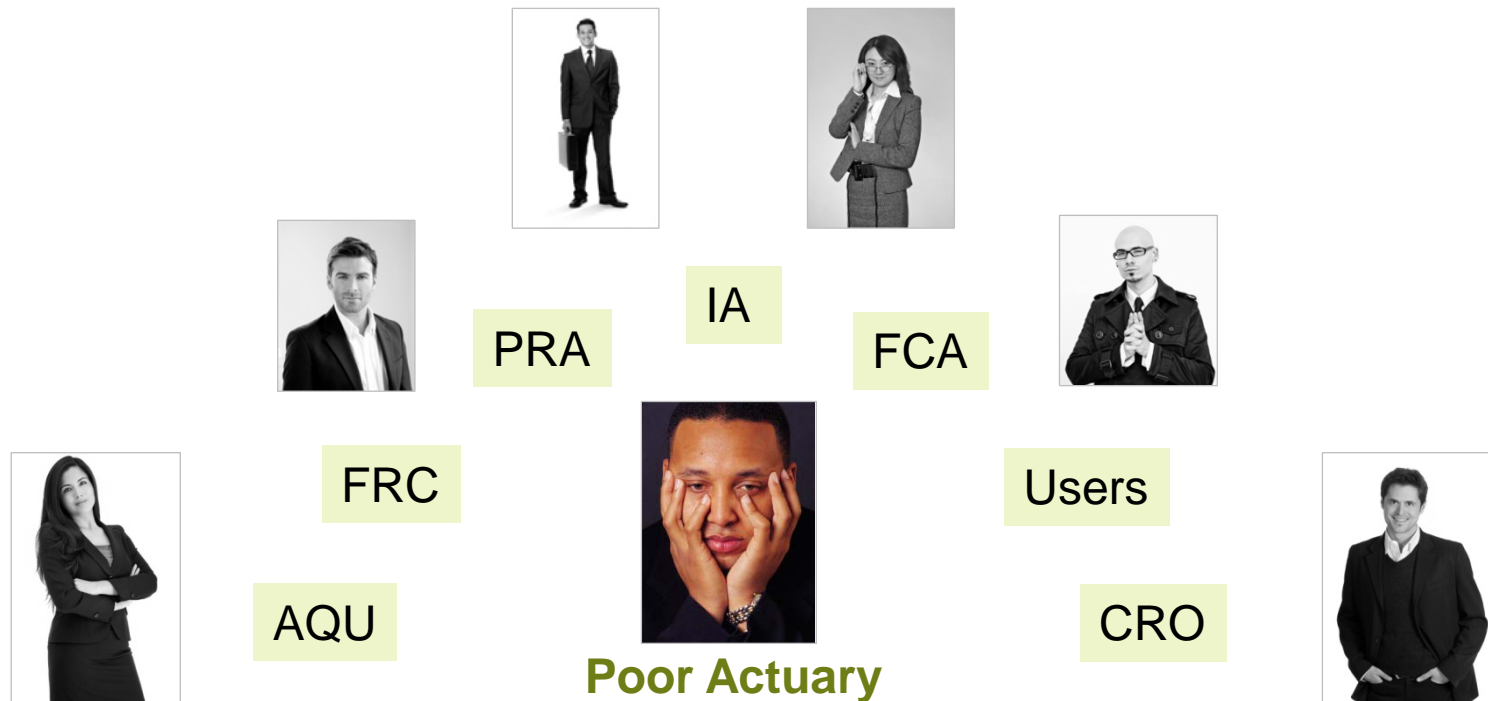 IA
PRA
FCA
FRC
Users
AQU
CRO
Poor Actuary